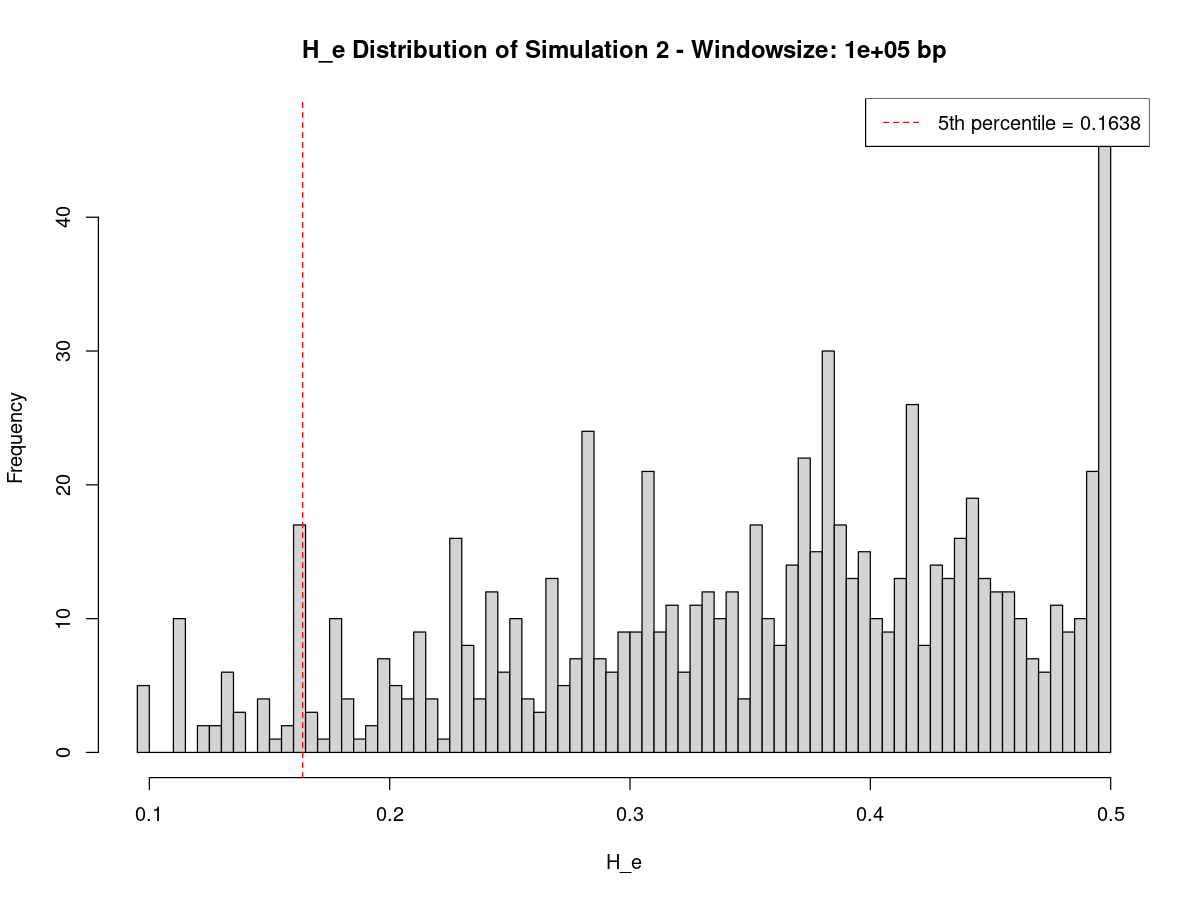 H_e Distribution of Simulation 2 - Windowsize: 1e+05 bp
5th percentile = 0.1638
Frequency
40
30
20
10
0
0.1 0.2 0.3 0.4 0.5
H_e